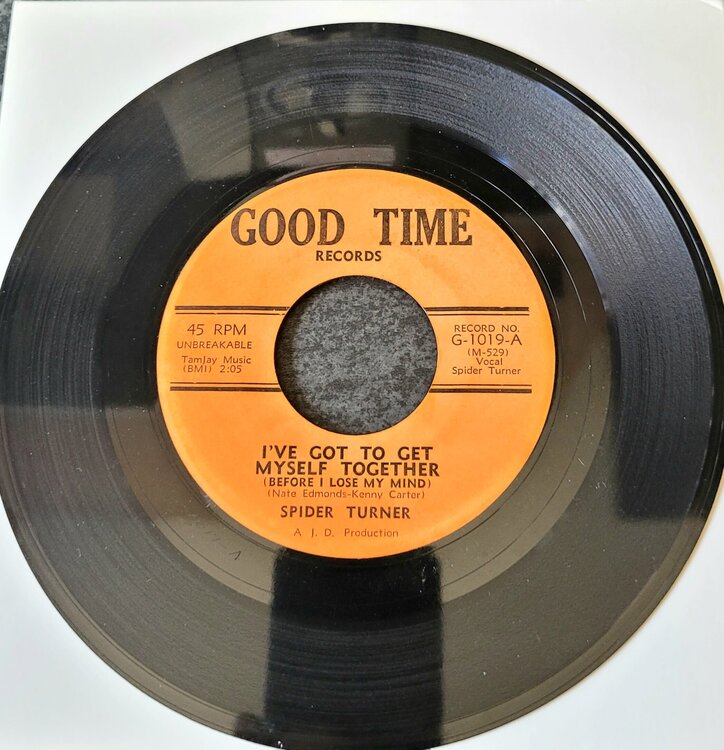 GOOD TIME
RECORDS
45 RPM
UNBREAKABLE
TamJay Music
(BMI) 2:05
RECORD NO.
G-1019-A
(M-529)
Vocal
Spider Turner
I'VE GOT TO GET
MYSELF TOGETHER
(BEFORE I LOSE MY MIND)
(Nate Edmonds-Kenny Carter)
SPIDER TURNER
A J. D. Production